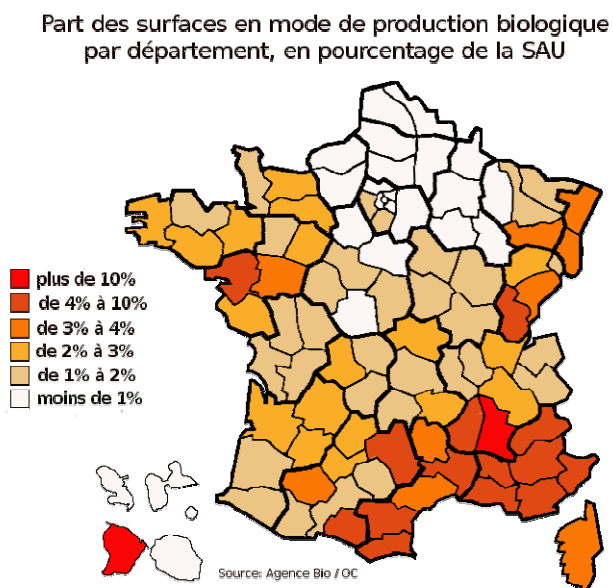 Part des surfaces en mode de production biologique
par département, en pourcentage de la SAU
plus de 10%
de 4% à 10%
de 3% à 4%
de 2% à 3%
de 1% à 2%
moins de 1%
Source: Agence Bio / OC